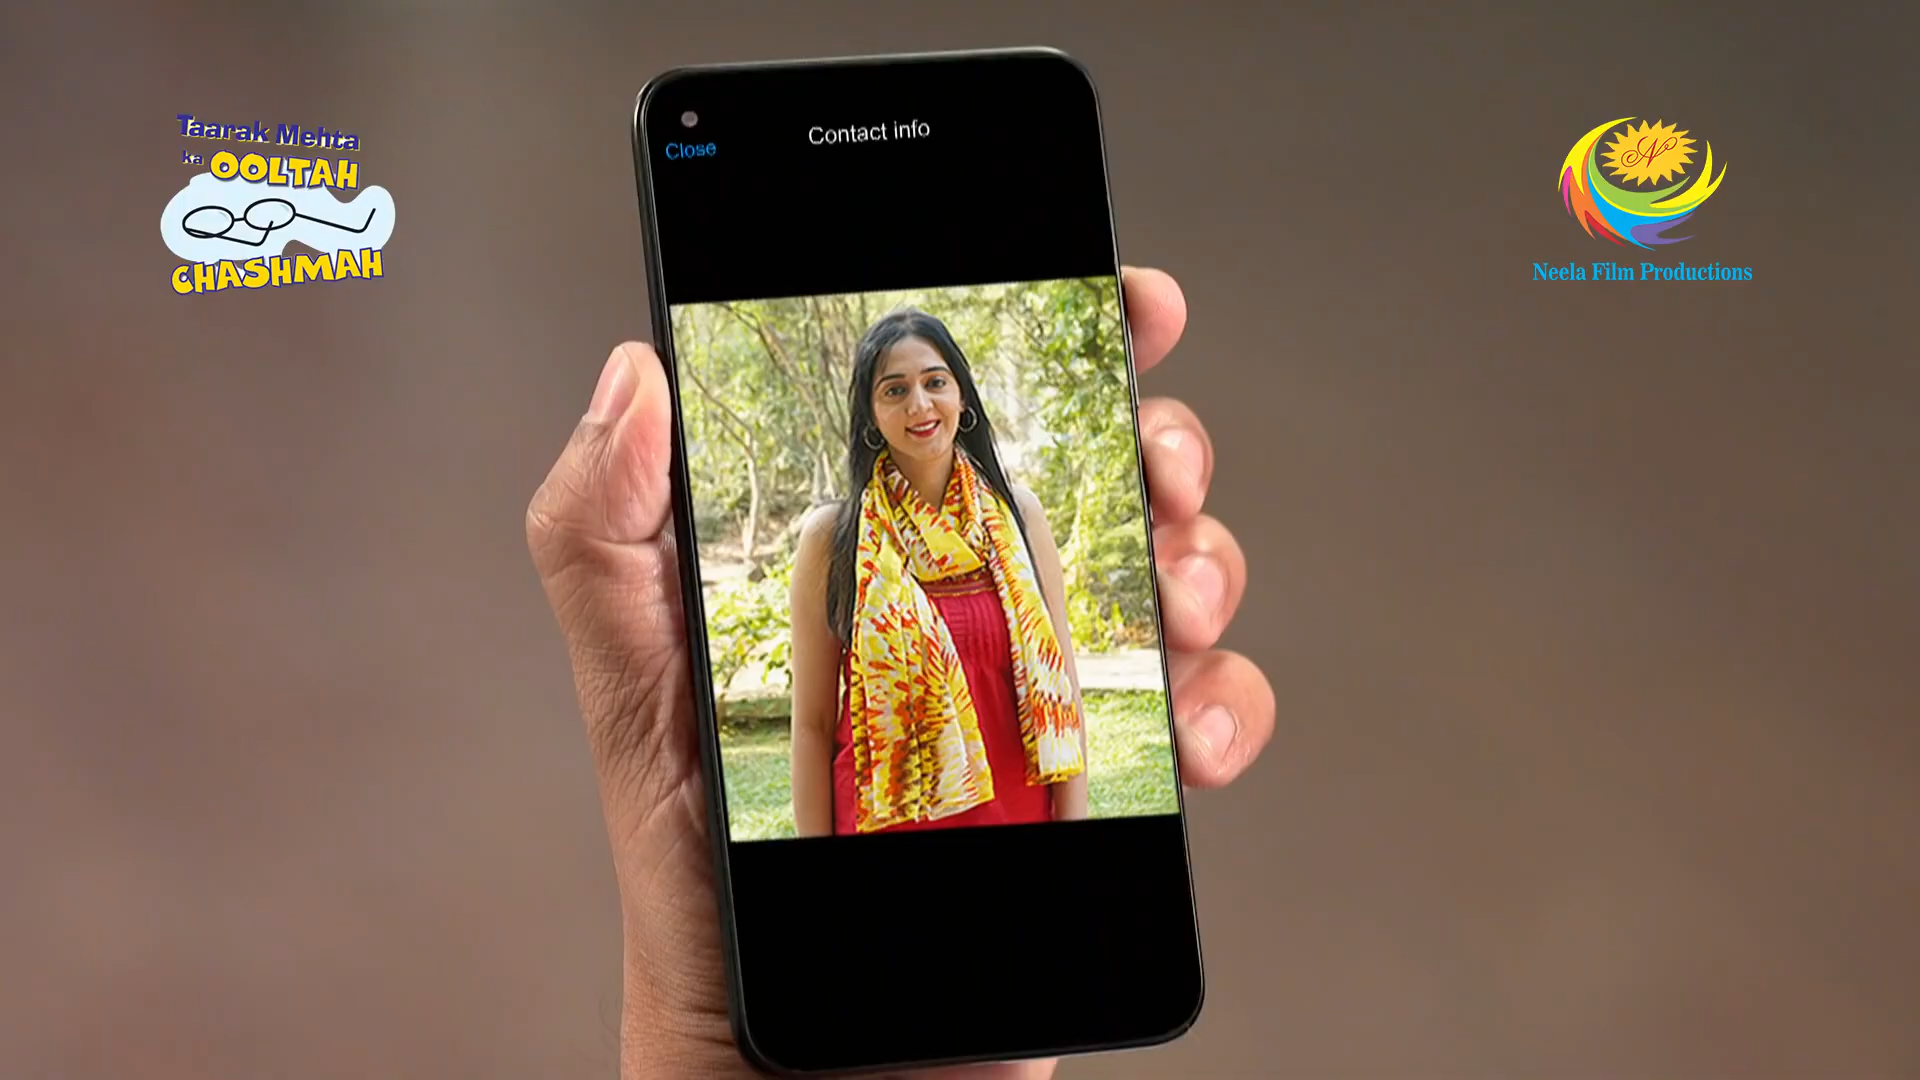 Taarak Mehta
ka OOLTAH
CHASHMAH
Close
Contact info
N
Neela Film Productions